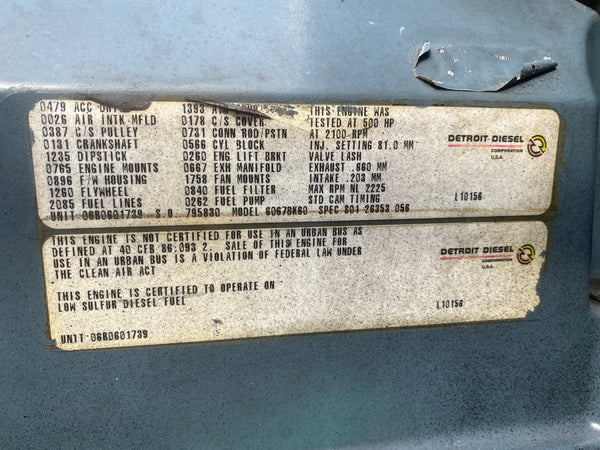 0479 ACC DRIVE 1393 THIS ENGINE WAS
0026 AIR INTK MFLD 0178 C/S COVER TESTED AT 500 HP
0387 C/S PULLEY 0731 CONN ROD/PSTN AT 2100 RPM
0131 CRANKSHAFT 0566 CYL BLOCK INJ. SETTING 81.0 MM
1235 DIPSTICK 0260 ENG LIFT BRKT VALVE LASH
0765 ENGINE MOUNTS 0667 EXH MANIFOLD EXHAUST .660 MM
0896 F/W HOUSING 1758 FAN MOUNTS INTAKE .203 MM
1260 FLYWHEEL 0840 FUEL FILTER MAX RPM NL 2225
2085 FUEL LINES 0262 FUEL PUMP STD CAM TIMING
UNIT 06R0601739 S.O. 795830 MODEL 6067BK60 SPEC S01 26353 056
DETROIT DIESEL
CORPORATION
U.S.A.
L10156
THIS ENGINE IS NOT CERTIFIED FOR USE IN AN URBAN BUS AS
DEFINED AT 40 CFR 86.093 2. SALE OF THIS ENGINE FOR
USE IN AN URBAN BUS IS A VIOLATION OF FEDERAL LAW UNDER
THE CLEAN AIR ACT
THIS ENGINE IS CERTIFIED TO OPERATE ON
LOW SULFUR DIESEL FUEL
UNIT 06R0601739
DETROIT DIESEL
CORPORATION
U.S.A.
L10156